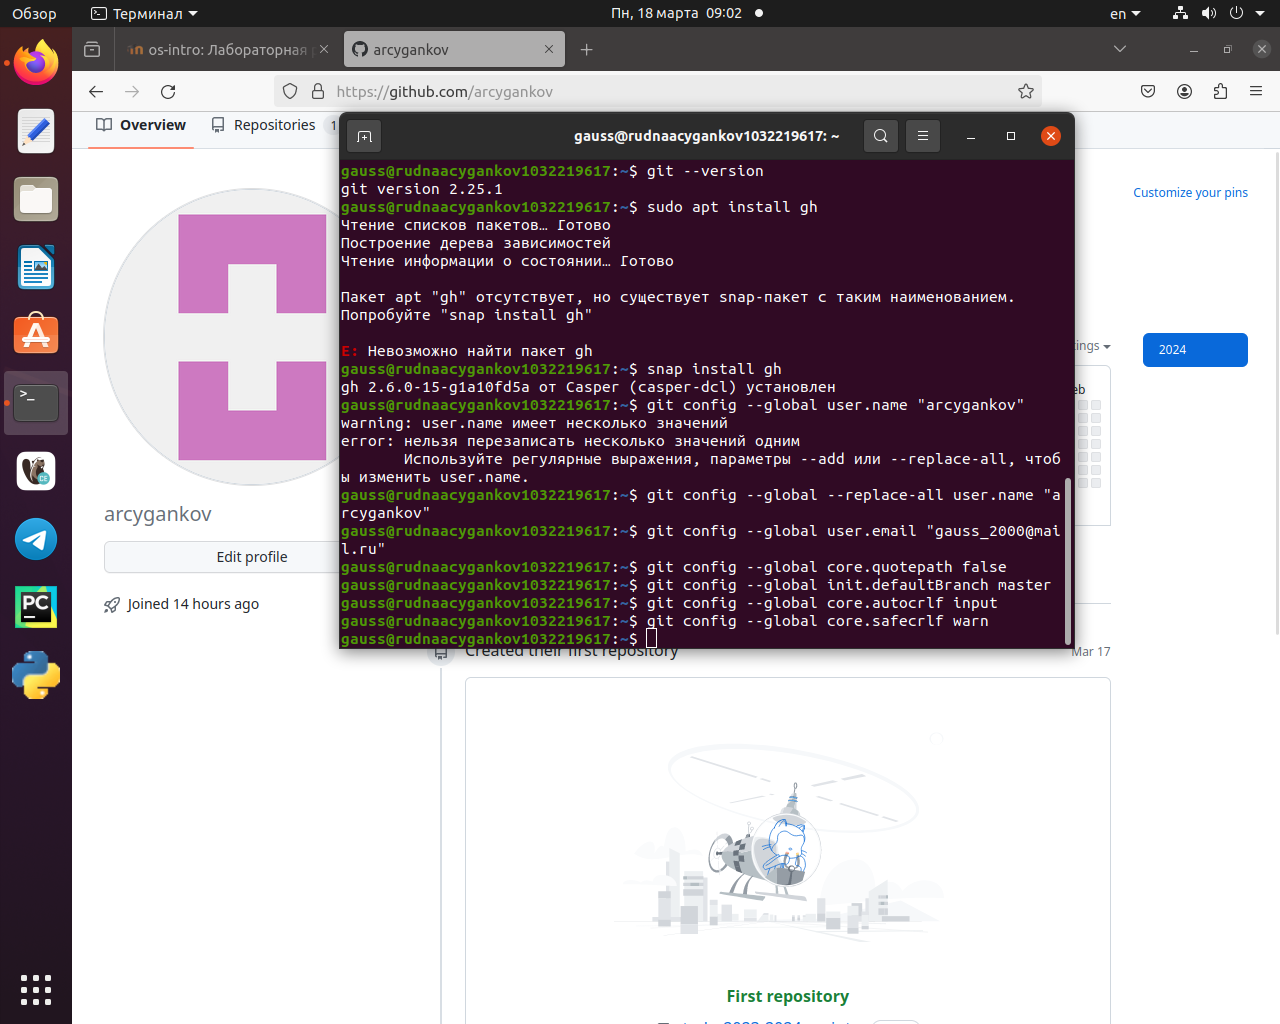 Обзор
Терминал
Пн, 18 марта 09:02
en
os-intro: Лабораторная
arcygankov
https://github.com/arcygankov
Overview
Repositories 1
gauss@rudnaacygankov1032219617: ~
gauss@rudnaacygankov1032219617:~$ git --version
git version 2.25.1
gauss@rudnaacygankov1032219617:~$ sudo apt install gh
Чтение списков пакетов… Готово
Построение дерева зависимостей
Чтение информации о состоянии… Готово
Пакет apt "gh" отсутствует, но существует snap-пакет с таким наименованием.
Попробуйте "snap install gh"
E: Невозможно найти пакет gh
gauss@rudnaacygankov1032219617:~$ snap install gh
gh 2.6.0-15-g1a10fd5a от Casper (casper-dcl) установлен
gauss@rudnaacygankov1032219617:~$ git config --global user.name "arcygankov"
warning: user.name имеет несколько значений
error: нельзя перезаписать несколько значений одним
Используйте регулярные выражения, параметры --add или --replace-all, чтоб
ы изменить user.name.
gauss@rudnaacygankov1032219617:~$ git config --global --replace-all user.name "a
rcygankov"
gauss@rudnaacygankov1032219617:~$ git config --global user.email "gauss_2000@mai
l.ru"
gauss@rudnaacygankov1032219617:~$ git config --global core.quotepath false
gauss@rudnaacygankov1032219617:~$ git config --global init.defaultBranch master
gauss@rudnaacygankov1032219617:~$ git config --global core.autocrlf input
gauss@rudnaacygankov1032219617:~$ git config --global core.safecrlf warn
gauss@rudnaacygankov1032219617:~$
Customize your pins
ings
2024
eb
arcygankov
Edit profile
Joined 14 hours ago
Created their first repository
Mar 17
First repository